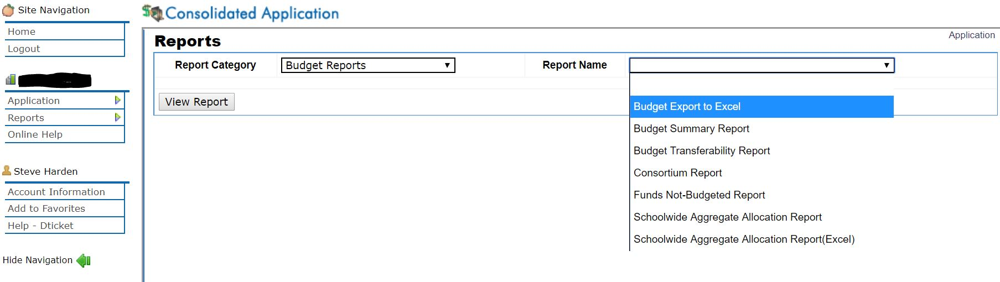 Site Navigation
Home
Logout
Application
Reports
Online Help
Steve Harden
Account Information
Add to Favorites
Help - Dticket
Hide Navigation
Consolidated Application
Application
Reports
Report Category
Budget Reports
Report Name
View Report
Budget Export to Excel
Budget Summary Report
Budget Transferability Report
Consortium Report
Funds Not-Budgeted Report
Schoolwide Aggregate Allocation Report
Schoolwide Aggregate Allocation Report(Excel)